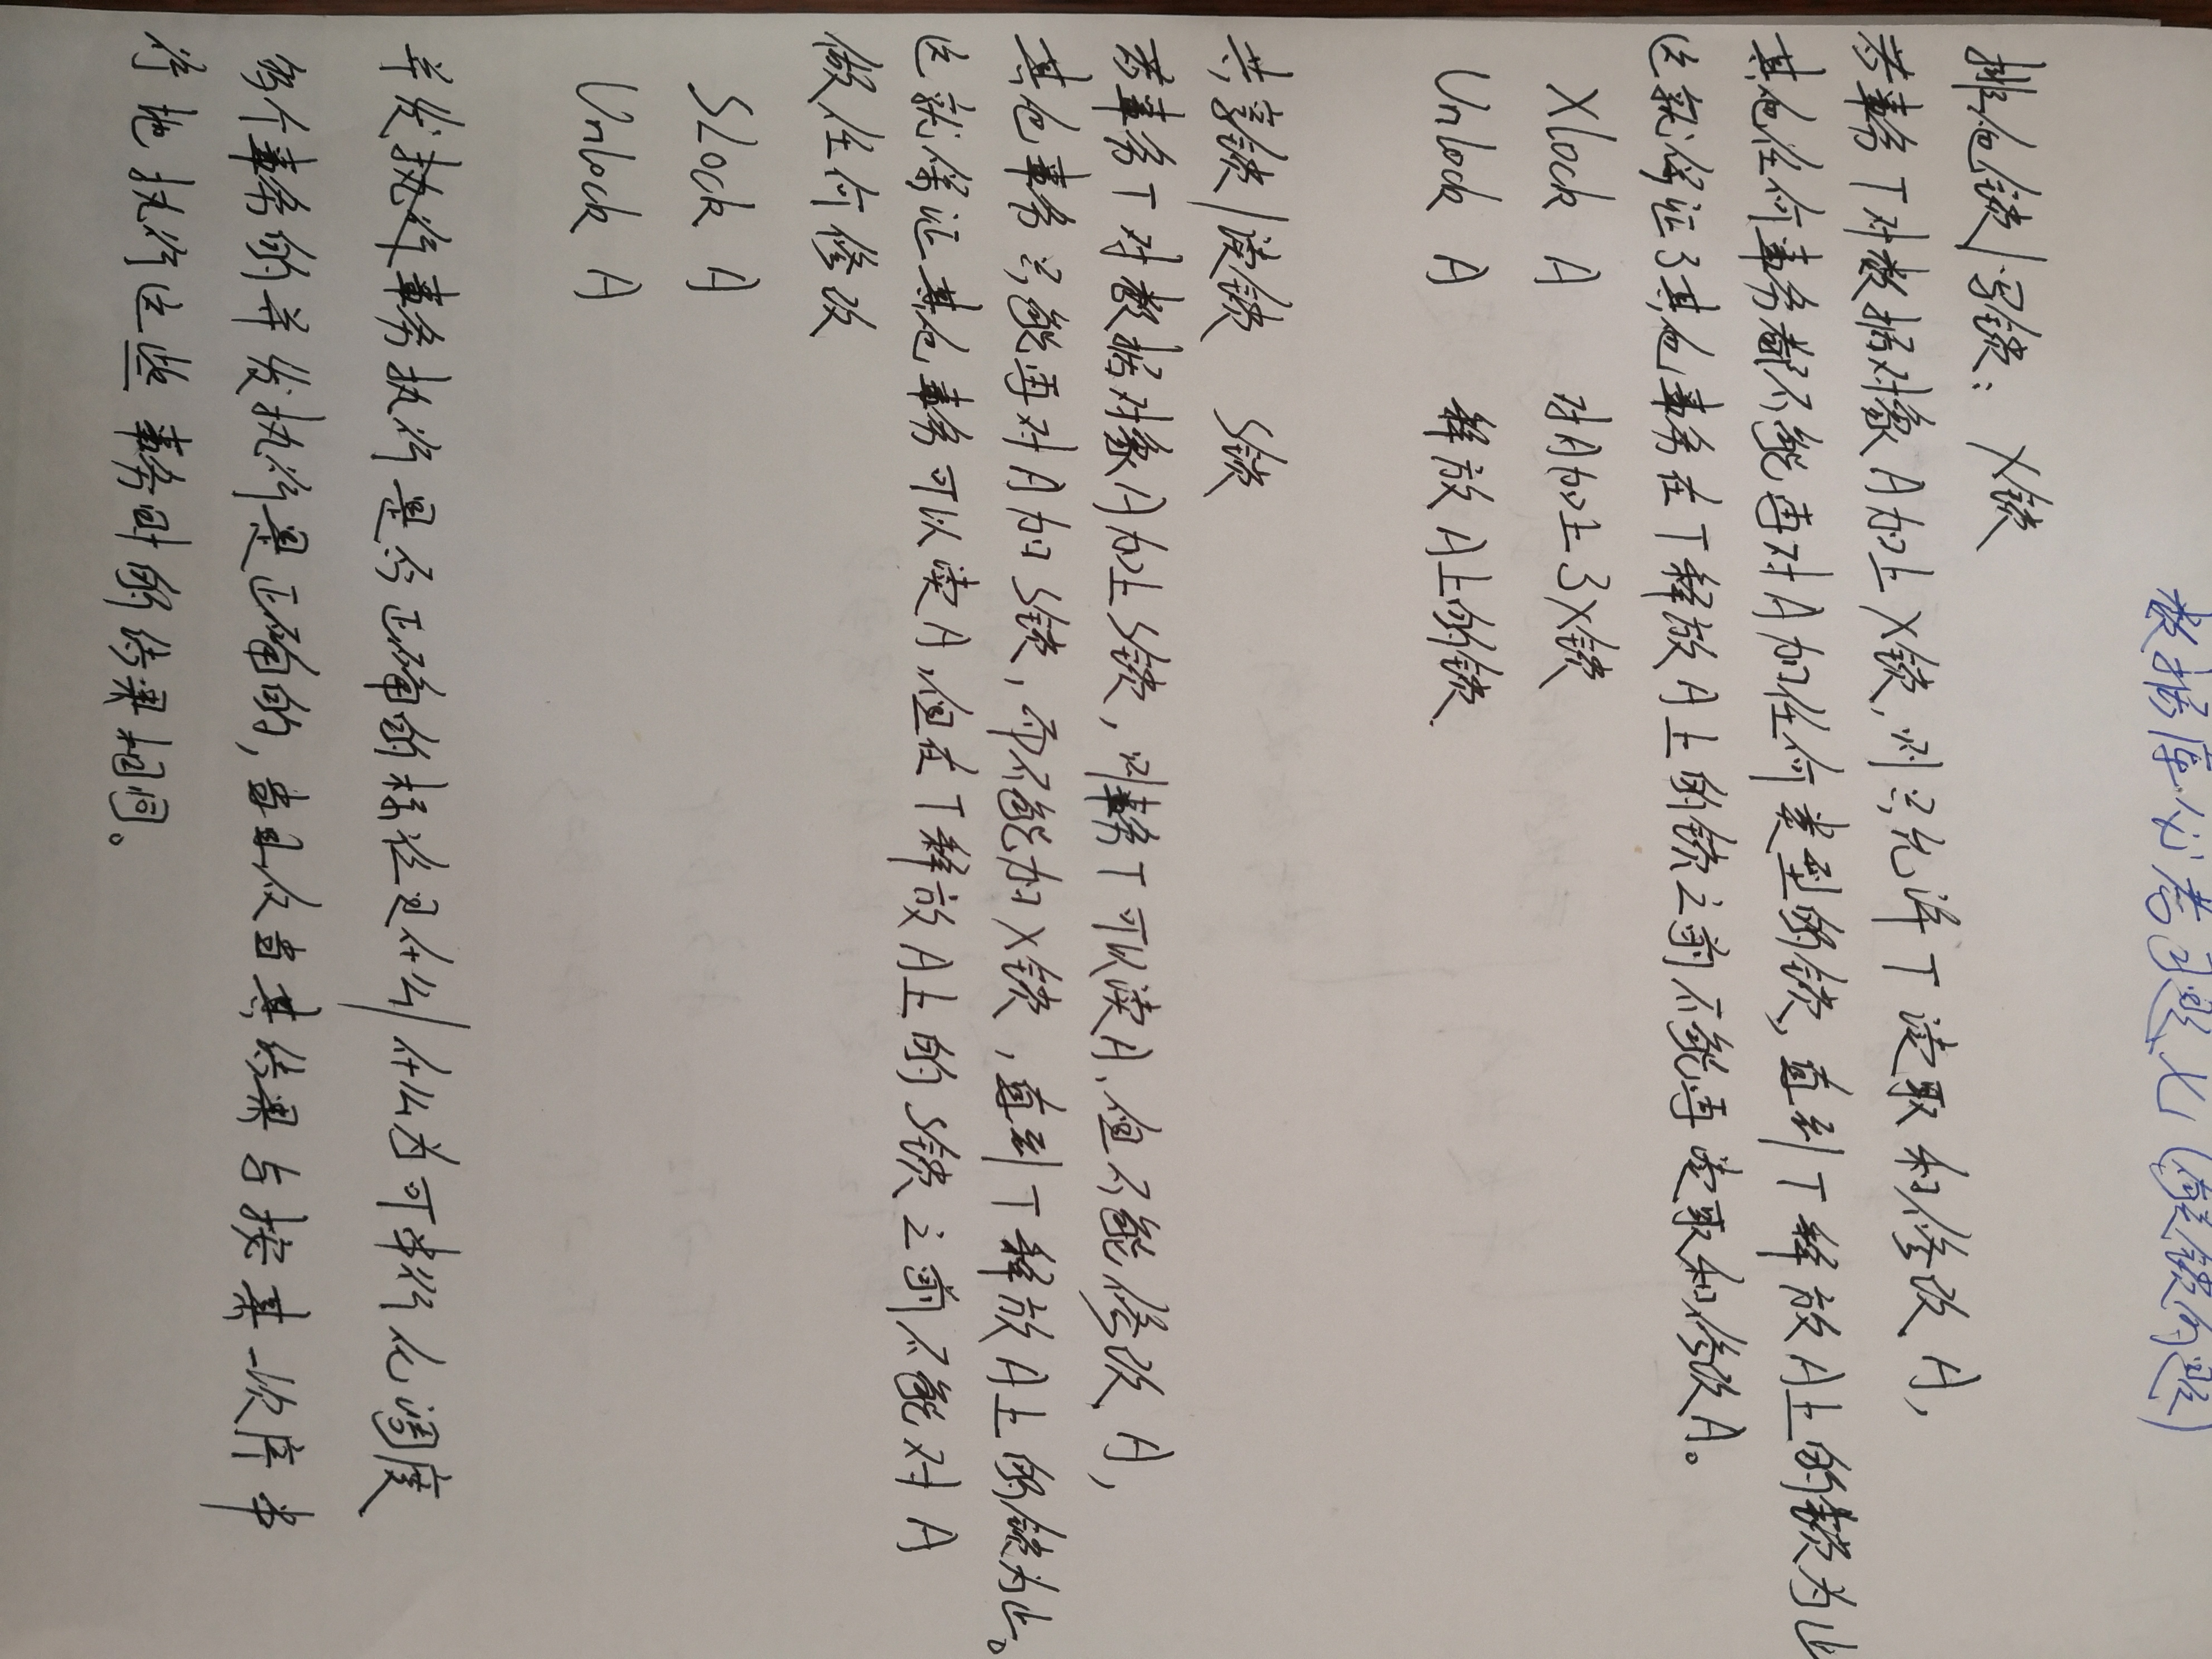 数据库必考习题七（有关锁的题）
排他锁/写锁： X锁
若事务T对数据对象A加上X锁,则只允许T读取和修改A，
其他任何事务都不能再对A加任何类型的锁,直到T释放A上的锁为止
这就保证了其他事务在T释放A上的锁之前不能再读取和修改A。
Xlock A 对A加上了X锁
Unlock A 释放A上的锁.
共享锁/读锁 S锁
若事务T对数据对象A加上S锁，则事务T可以读A,但不能修改A，
其他事务只能再对A加S锁，而不能加X锁，直到T释放A上的锁为止。
这就保证其他事务可以读A,但在T释放A上的S锁之前不能对A
做任何修改
SLock A
Unlock A
并发执行事务执行是否正确的标准是什么/什么为可串行化调度
多个事务的并发执行是正确的,当且仅当其结果与按某一次序串
行地执行这些事务时的结果相同。